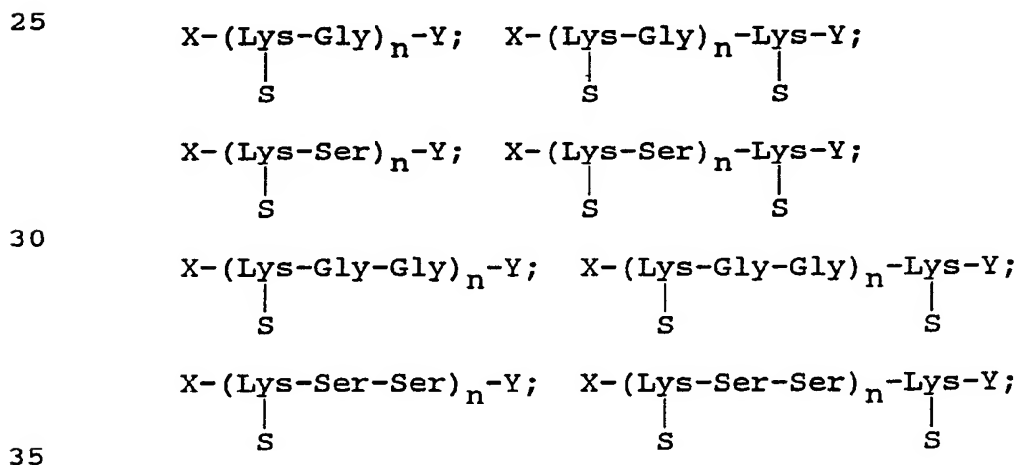 25
X-(Lys-Gly)n-Y; X-(Lys-Gly)n-Lys-Y;
S S S
X-(Lys-Ser)n-Y; X-(Lys-Ser)n-Lys-Y;
S S S
30
X-(Lys-Gly-Gly)n-Y; X-(Lys-Gly-Gly)n-Lys-Y;
S S S
X-(Lys-Ser-Ser)n-Y; X-(Lys-Ser-Ser)n-Lys-Y;
S S S
35